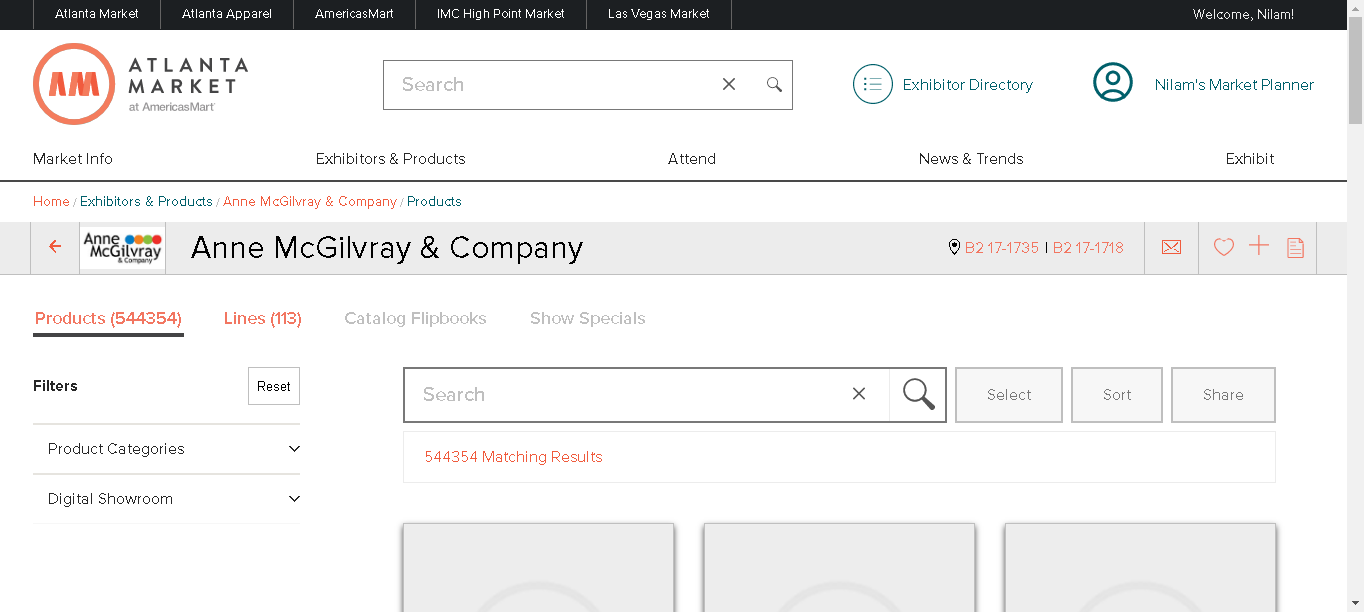 Atlanta Market Atlanta Apparel AmericasMart IMC High Point Market Las Vegas Market Welcome, Nilam!
AM ATLANTA MARKET at AmericasMart
Search
Exhibitor Directory
Nilam's Market Planner
Market Info Exhibitors & Products Attend News & Trends Exhibit
Home / Exhibitors & Products / Anne McGilvray & Company / Products
Anne McGilvray & Company
Anne McGilvray & Company
B2 17-1735 | B2 17-1718
Products (544354) Lines (113) Catalog Flipbooks Show Specials
Filters
Reset
Product Categories
Digital Showroom
Search
Select Sort Share
544354 Matching Results